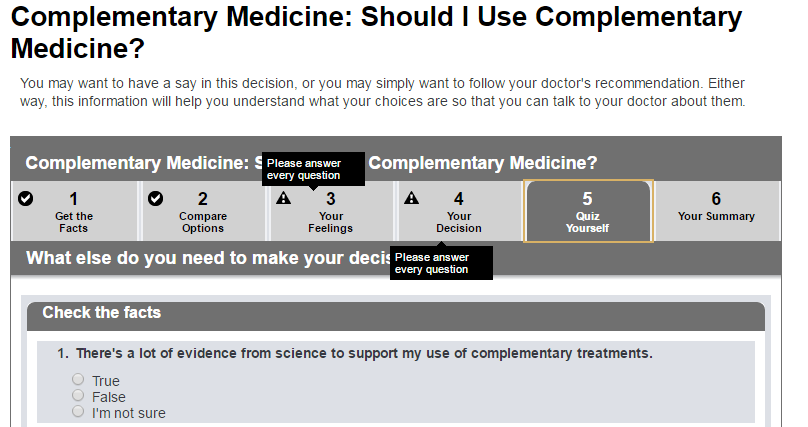 Complementary Medicine: Should I Use Complementary
Medicine?
You may want to have a say in this decision, or you may simply want to follow your doctor's recommendation. Either
way, this information will help you understand what your choices are so that you can talk to your doctor about them.
Complementary Medicine: S Complementary Medicine?
Please answer
every question
1
Get the
Facts
2
Compare
Options
3
Your
Feelings
4
Your
Decision
5
Quiz
Yourself
6
Your Summary
What else do you need to make your decis
Please answer
every question
Check the facts
1. There's a lot of evidence from science to support my use of complementary treatments.
True
False
I'm not sure